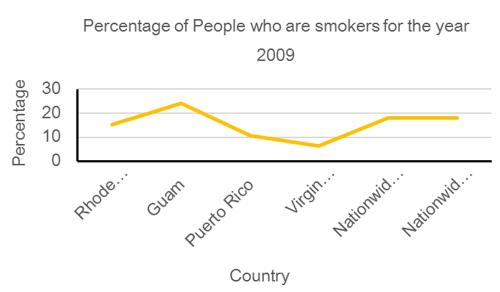 Percentage of People who are smokers for the year
2009
Percentage
30
20
10
0
Rhode…
Guam
Puerto Rico
Virgin…
Nationwid…
Nationwid…
Country